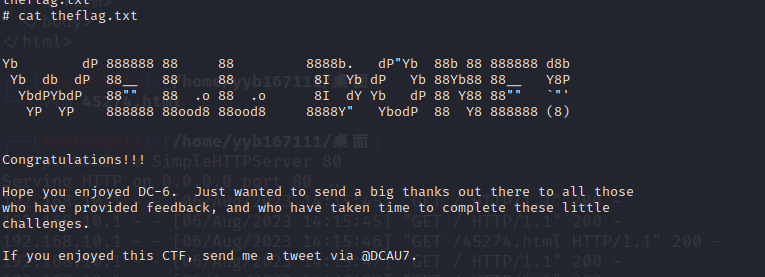 theflag.txt
# cat theflag.txt
</html>
Yb        dP 888888 88     88         8888b.   dP"Yb  88b 88 888888 d8b
 Yb  db  dP  88__   88     88          8I  Yb dP   Yb 88Yb88 88__   Y8P
  YbdPYbdP   88""   88  .o 88  .o      8I  dY Yb   dP 88 Y88 88""   `"'
   YP  YP    888888 88ood8 88ood8     8888Y"   YbodP  88  Y8 888888 (8)
/home/yyb167111/桌面
45274.html
/home/yyb167111/桌面
Congratulations!!!
SimpleHTTPServer 80
Serving HTTP on 0.0.0.0 port 80
Hope you enjoyed DC-6.  Just wanted to send a big thanks out there to all those
who have provided feedback, and who have taken time to complete these little
challenges.
192.168.10.1 - - [06/Aug/2023 14:15:45] "GET / HTTP/1.1" 200 -
192.168.10.1 - - [06/Aug/2023 14:15:46] "GET /45274.html HTTP/1.1" 200 -
If you enjoyed this CTF, send me a tweet via @DCAU7.